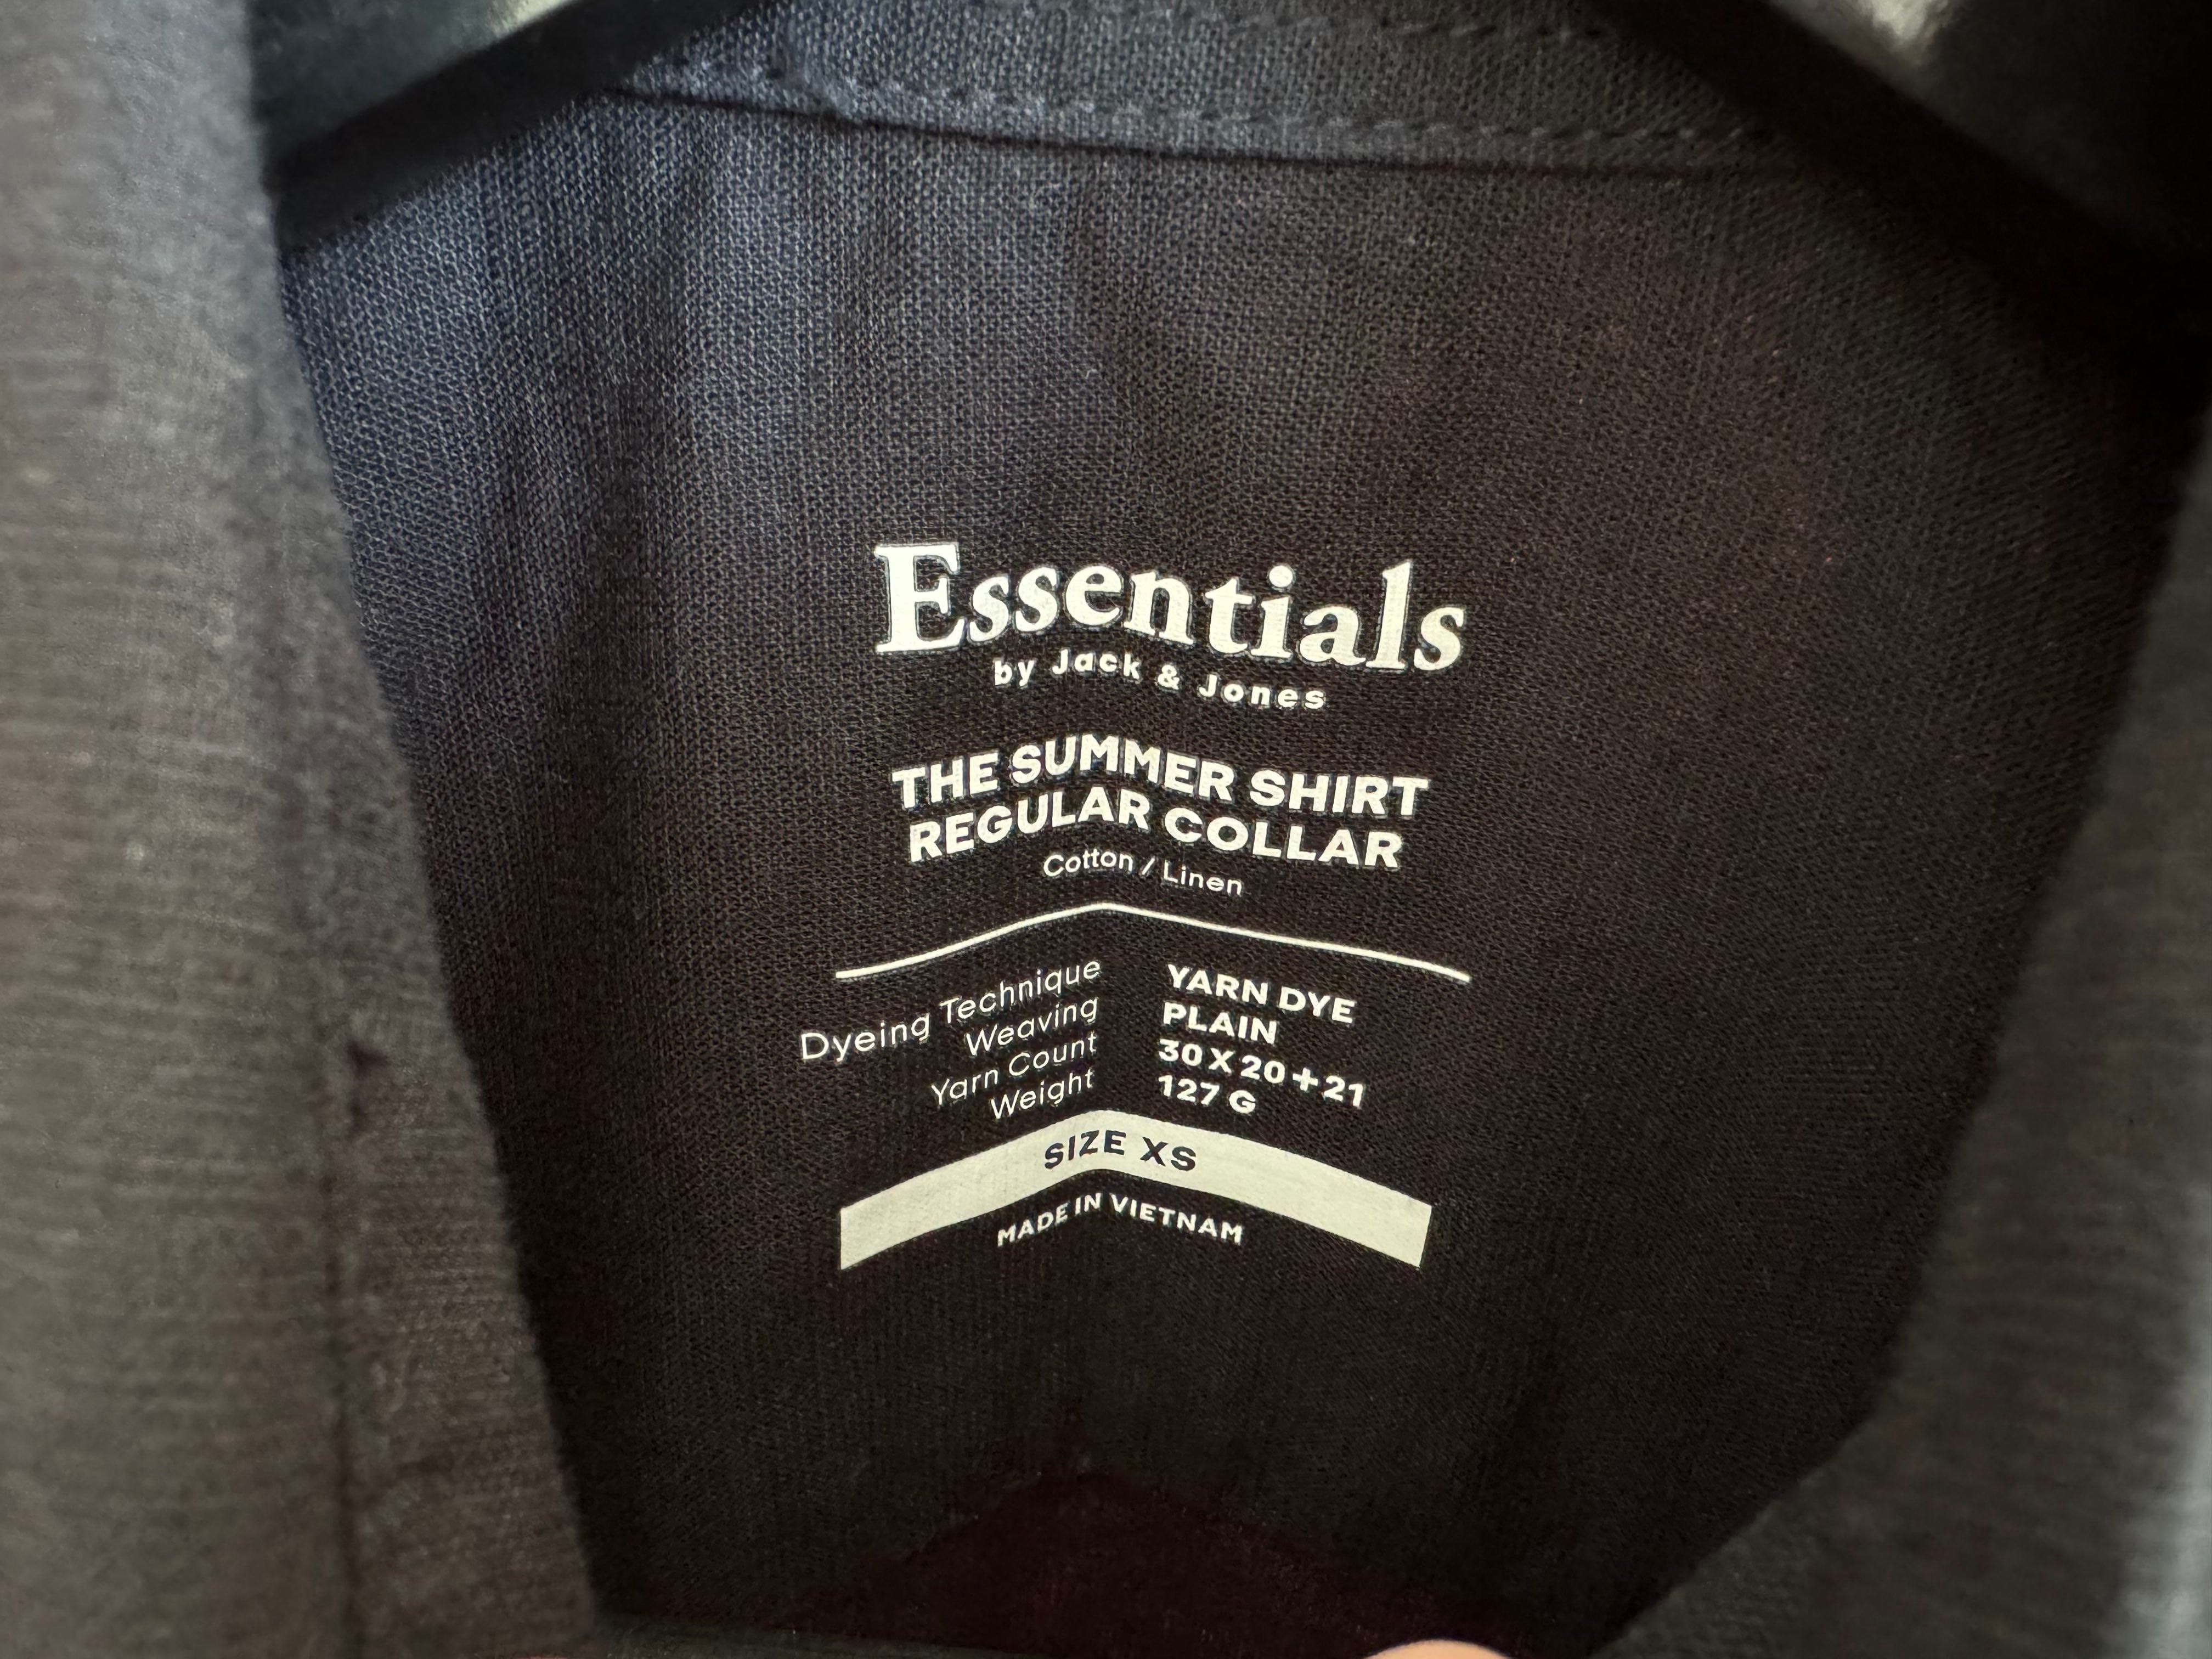 Essentials
by Jack & Jones
THE SUMMER SHIRT
REGULAR COLLAR
Cotton / Linen
Dyeing Technique YARN DYE
Weaving PLAIN
Yarn Count 30 X 20 + 21
Weight 127 G
SIZE XS
MADE IN VIETNAM